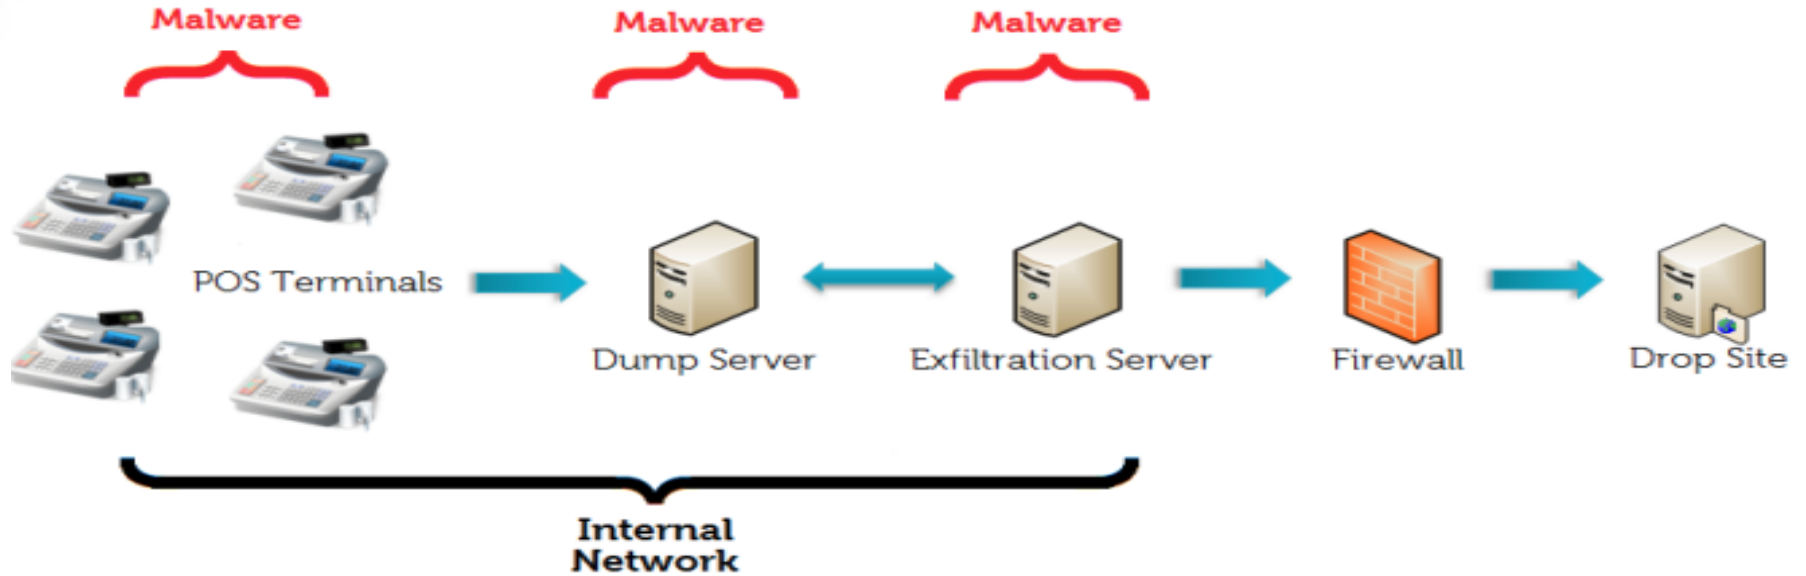 Malware
Malware
Malware
POS Terminals
Dump Server
Exfiltration Server
Firewall
Drop Site
Internal
Network